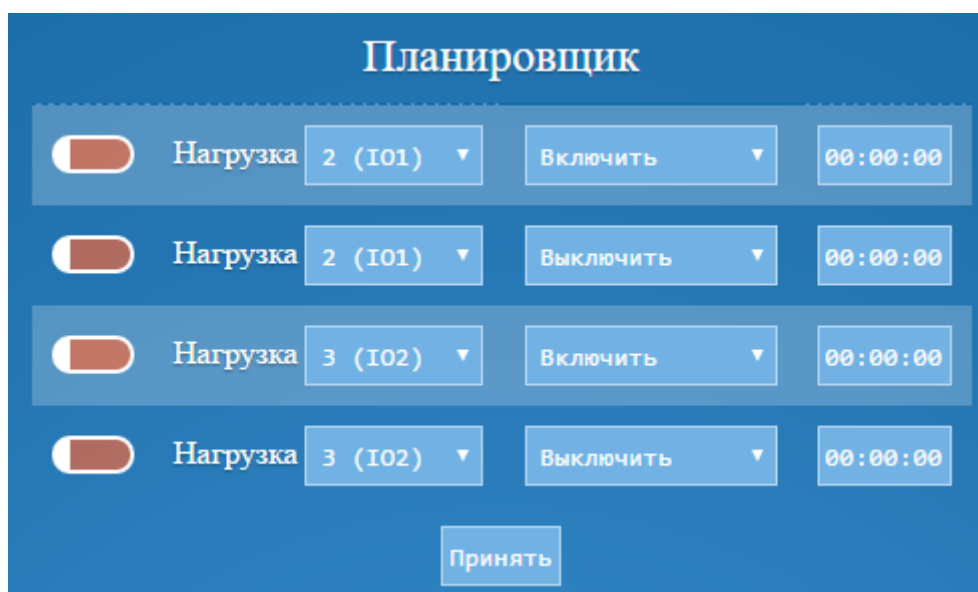 Планировщик
Нагрузка 2 (IO1) ▼ Включить ▼ 00:00:00
Нагрузка 2 (IO1) ▼ Выключить ▼ 00:00:00
Нагрузка 3 (IO2) ▼ Включить ▼ 00:00:00
Нагрузка 3 (IO2) ▼ Выключить ▼ 00:00:00
Принять